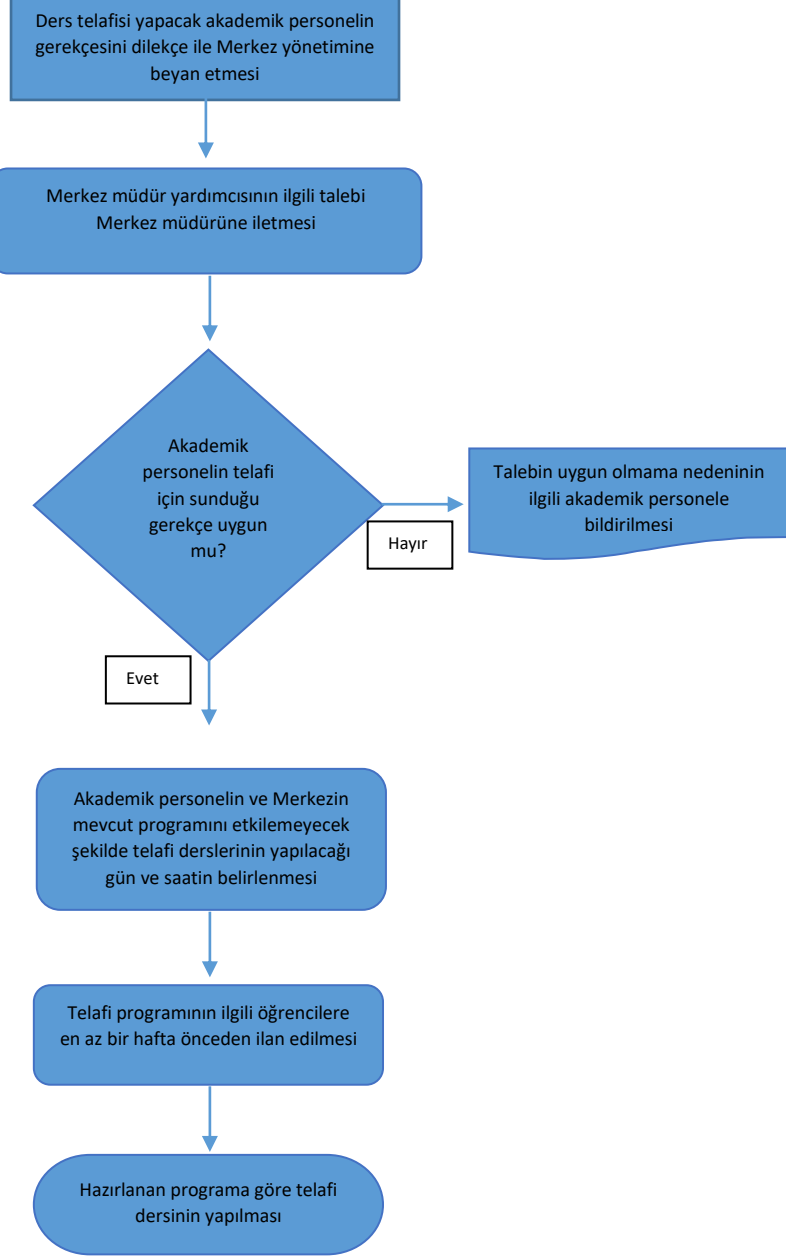 Ders telafisi yapacak akademik personelin
gerekçesini dilekçe ile Merkez yönetimine
beyan etmesi
Merkez müdür yardımcısının ilgili talebi
Merkez müdürüne iletmesi
Akademik
personelin telafi
için sunduğu
gerekçe uygun
mu?
Talebin uygun olmama nedeninin
ilgili akademik personele
bildirilmesi
Hayır
Evet
Akademik personelin ve Merkezin
mevcut programını etkilemeyecek
şekilde telafi derslerinin yapılacağı
gün ve saatin belirlenmesi
Telafi programının ilgili öğrencilere
en az bir hafta önceden ilan edilmesi
Hazırlanan programa göre telafi
dersinin yapılması